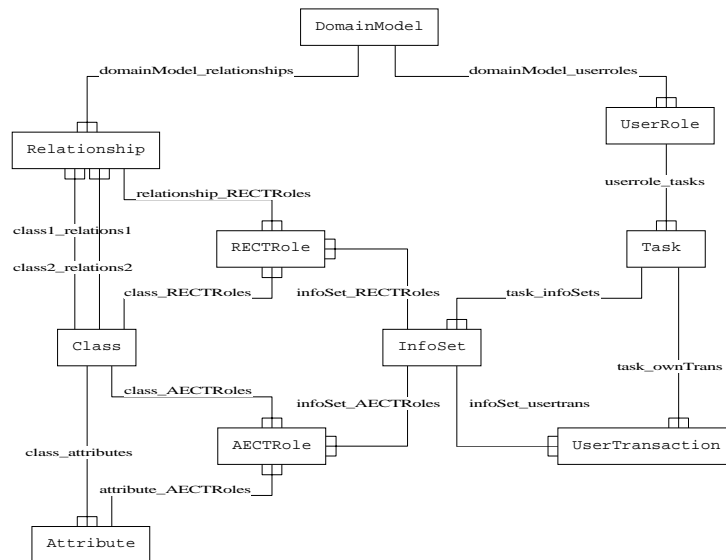 DomainModel
domainModel_relationships
domainModel_userroles
UserRole
Relationship
userrole_tasks
relationship_RECTRoles
class1_relations1
RECTRole
Task
class2_relations2
class_RECTRoles
infoSet_RECTRoles
task_infoSets
Class
InfoSet
task_ownTrans
class_AECTRoles
infoSet_AECTRoles
infoSet_usertrans
class_attributes
AECTRole
UserTransaction
attribute_AECTRoles
Attribute